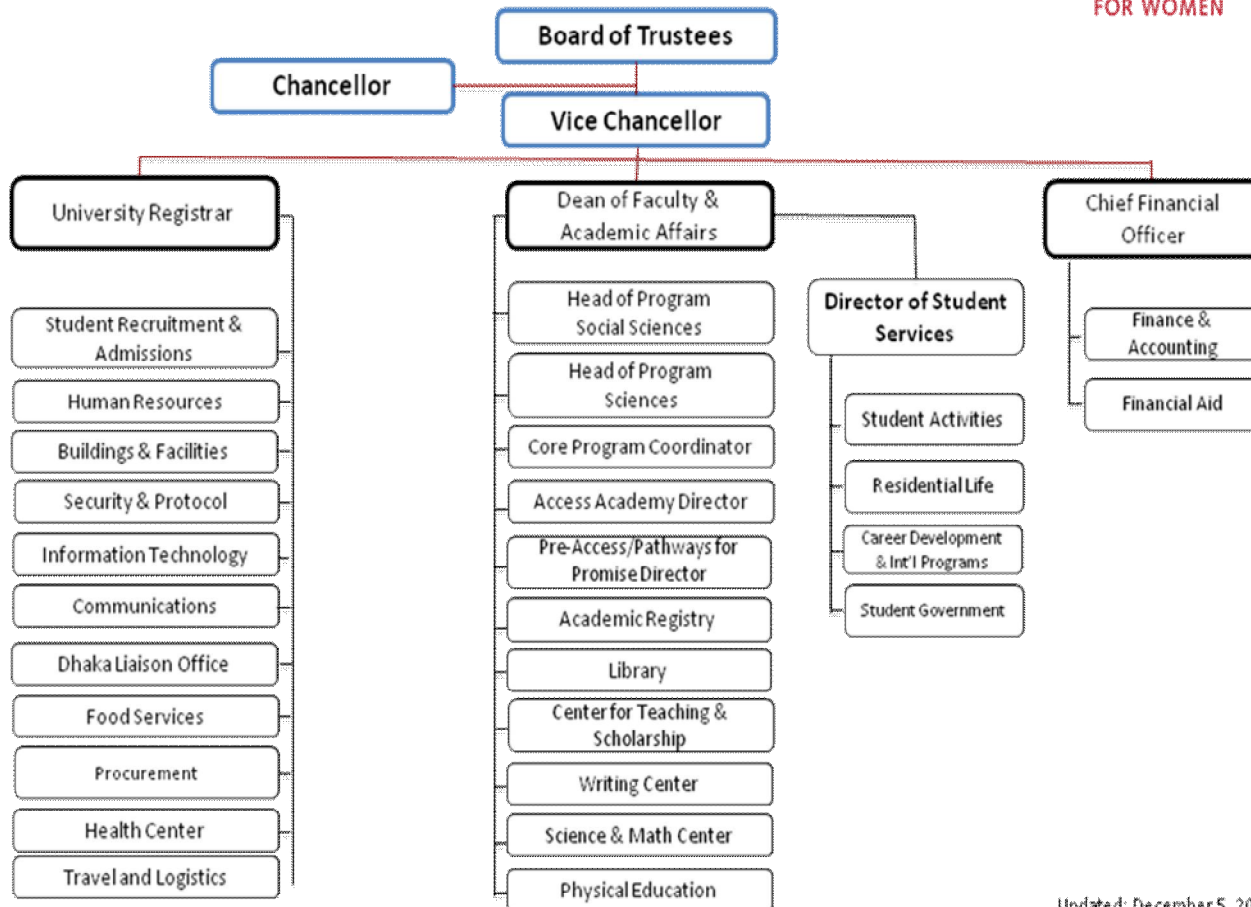 FOR WOMEN
Board of Trustees
Chancellor
Vice Chancellor
University Registrar
Student Recruitment &
Admissions
Human Resources
Buildings & Facilities
Security & Protocol
Information Technology
Communications
Dhaka Liaison Office
Food Services
Procurement
Health Center
Travel and Logistics
Dean of Faculty &
Academic Affairs
Head of Program
Social Sciences
Head of Program
Sciences
Core Program Coordinator
Access Academy Director
Pre-Access/Pathways for
Promise Director
Academic Registry
Library
Center for Teaching &
Scholarship
Writing Center
Science & Math Center
Physical Education
Director of Student
Services
Student Activities
Residential Life
Career Development
& Int'l Programs
Student Government
Chief Financial
Officer
Finance &
Accounting
Financial Aid
Updated: December 5, 20